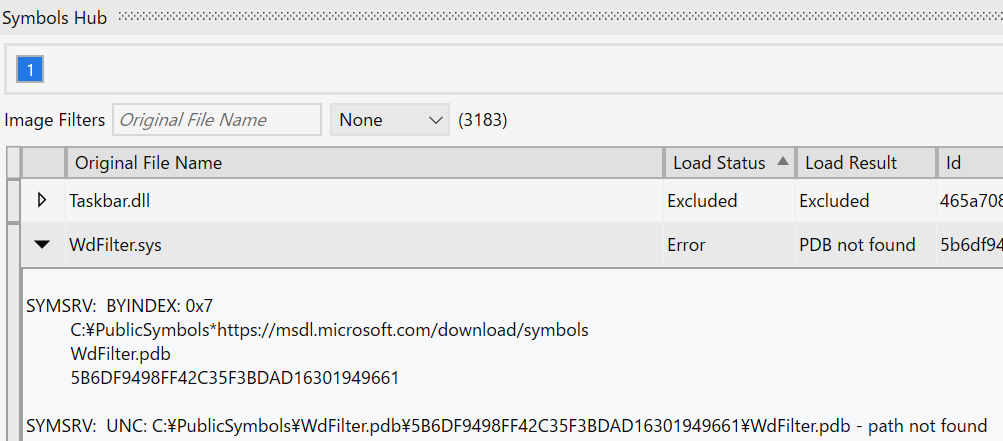 Symbols Hub
1
Image Filters Original File Name None (3183)
Original File Name Load Status Load Result Id
Taskbar.dll Excluded Excluded 465a708
WdFilter.sys Error PDB not found 5b6df94
SYMSRV: BYINDEX: 0x7
C:¥PublicSymbols*https://msdl.microsoft.com/download/symbols
WdFilter.pdb
5B6DF9498FF42C35F3BDAD16301949661
SYMSRV: UNC: C:¥PublicSymbols¥WdFilter.pdb¥5B6DF9498FF42C35F3BDAD16301949661¥WdFilter.pdb - path not found